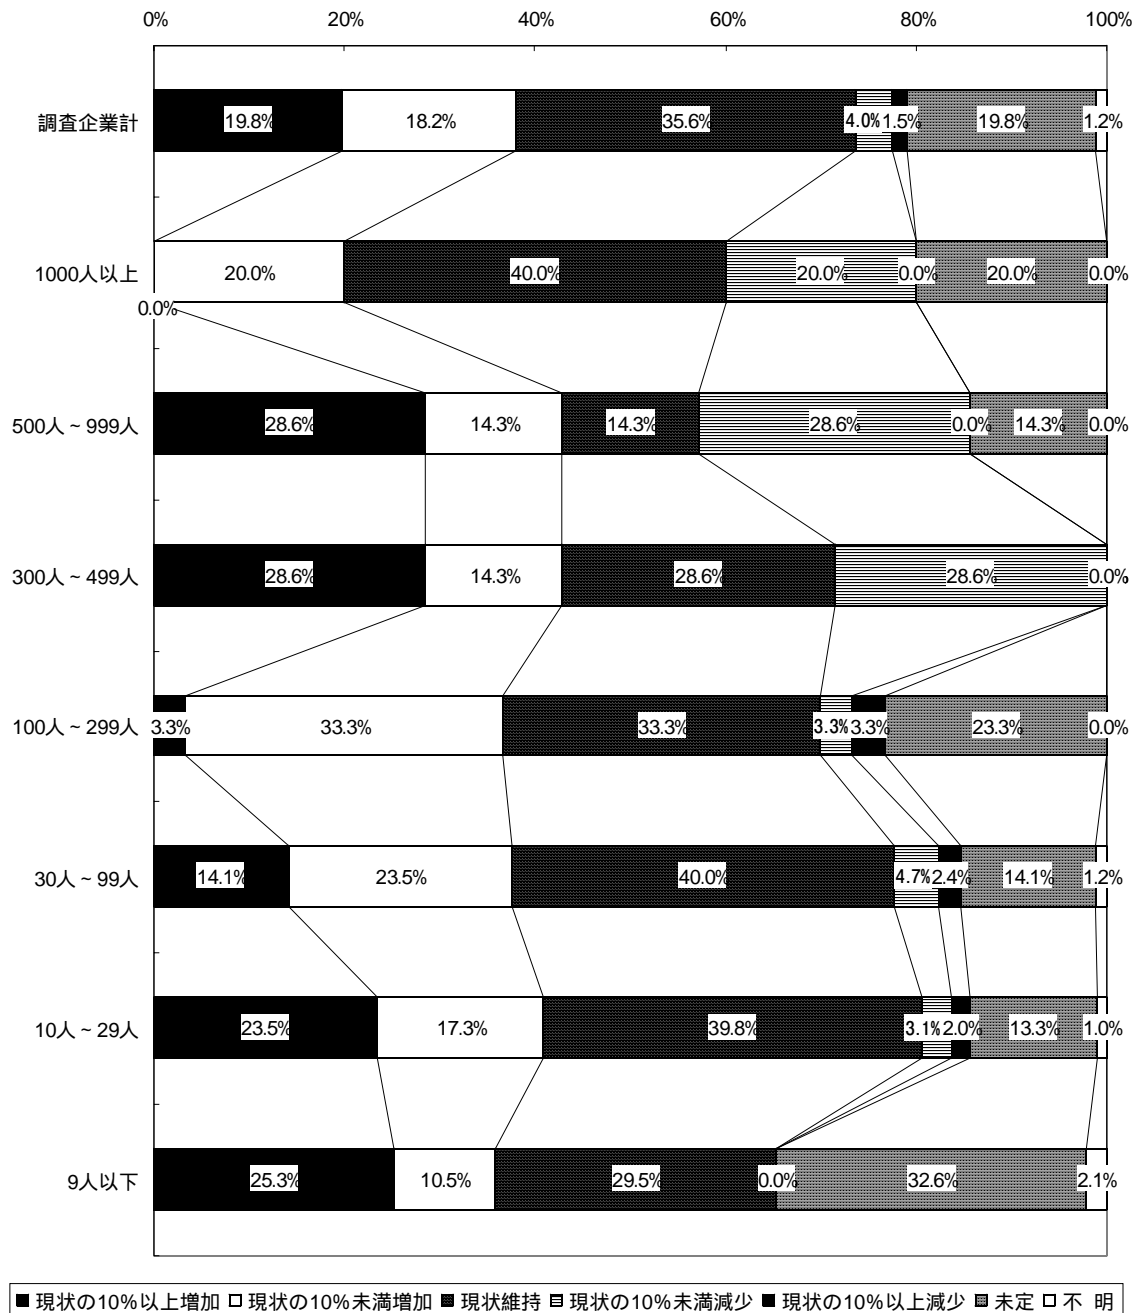 0% 20% 40% 60% 80% 100%
調査企業計 19.8% 18.2% 35.6% 4.0% 1.5% 19.8% 1.2%
1000人以上 20.0% 40.0% 20.0% 0.0% 20.0% 0.0%
0.0%
500人～999人 28.6% 14.3% 14.3% 28.6% 0.0% 14.3% 0.0%
300人～499人 28.6% 14.3% 28.6% 28.6% 0.0%
100人～299人 3.3% 33.3% 33.3% 3.3% 3.3% 23.3% 0.0%
30人～99人 14.1% 23.5% 40.0% 4.7% 2.4% 14.1% 1.2%
10人～29人 23.5% 17.3% 39.8% 3.1% 2.0% 13.3% 1.0%
9人以下 25.3% 10.5% 29.5% 0.0% 32.6% 2.1%
現状の10％以上増加 現状の10％未満増加 現状維持 現状の10％未満減少 現状の10％以上減少 未定 不 明